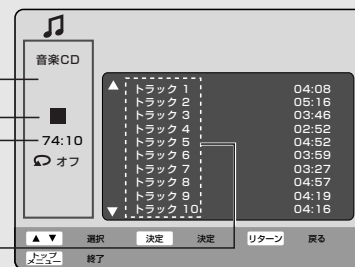 音楽CD
74:10
オフ
トラック 1 04:08
トラック 2 05:16
トラック 3 03:46
トラック 4 02:52
トラック 5 04:52
トラック 6 03:59
トラック 7 03:27
トラック 8 04:57
トラック 9 04:19
トラック 10 04:16
▲ ▼ 選択 決定 決定 リターン 戻る
トップメニュー 終了